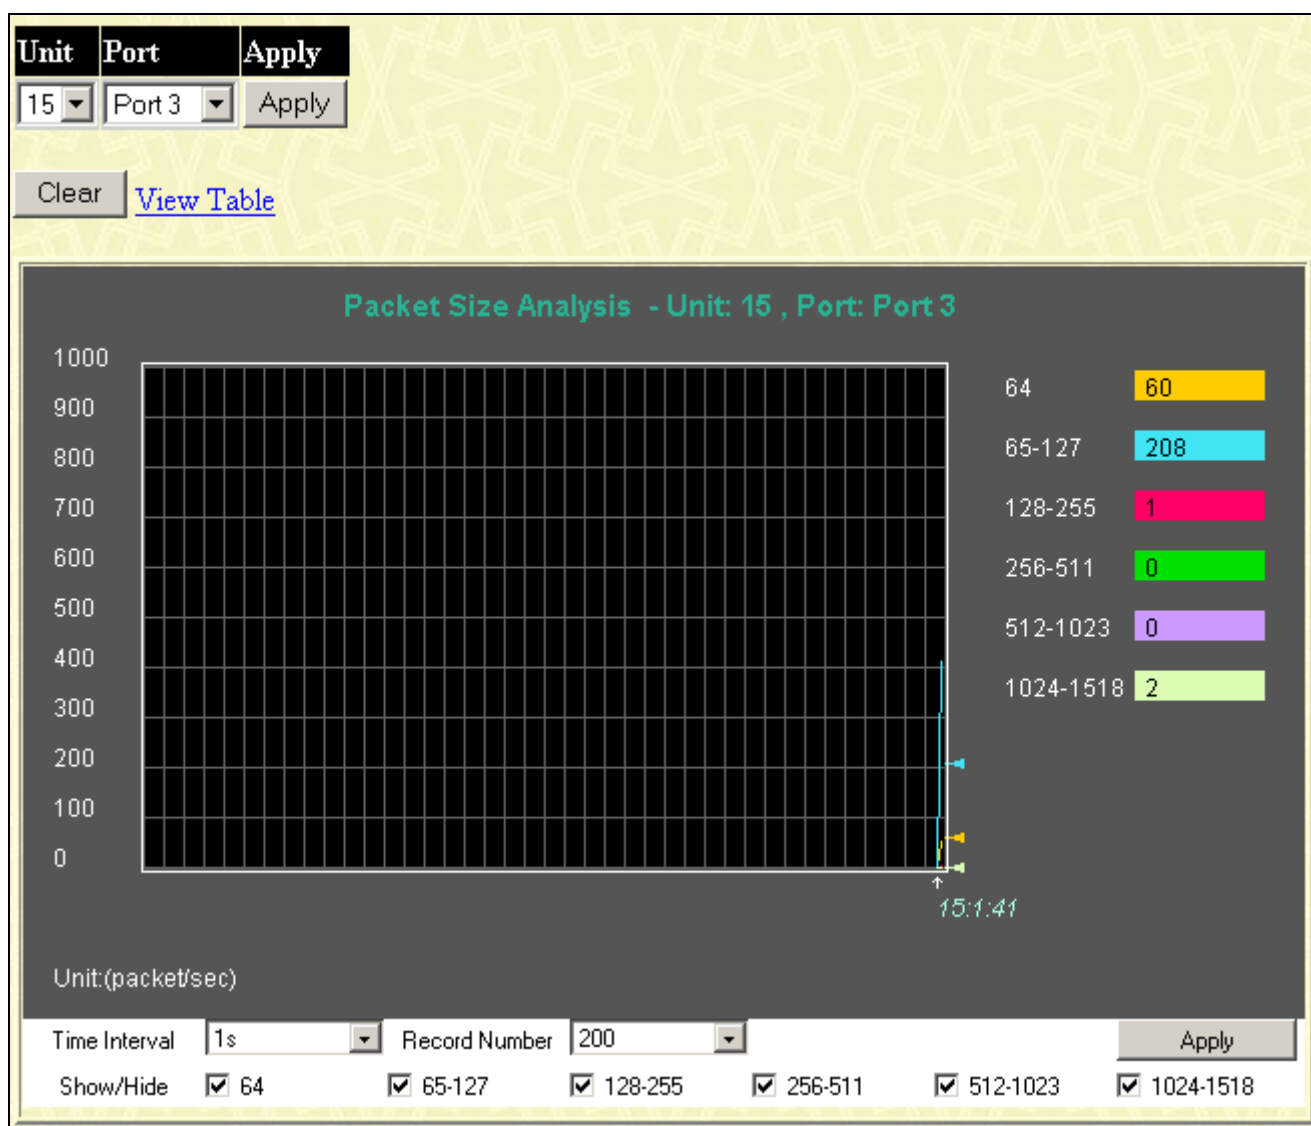 Unit Port Apply
15 Port 3 Apply
Clear View Table
Packet Size Analysis - Unit: 15 , Port: Port 3
1000
900
800
700
600
500
400
300
200
100
0
64 60
65-127 208
128-255 1
256-511 0
512-1023 0
1024-1518 2
15:1:41
Unit:(packet/sec)
Time Interval 1s Record Number 200 Apply
Show/Hide 64 65-127 128-255 256-511 512-1023 1024-1518